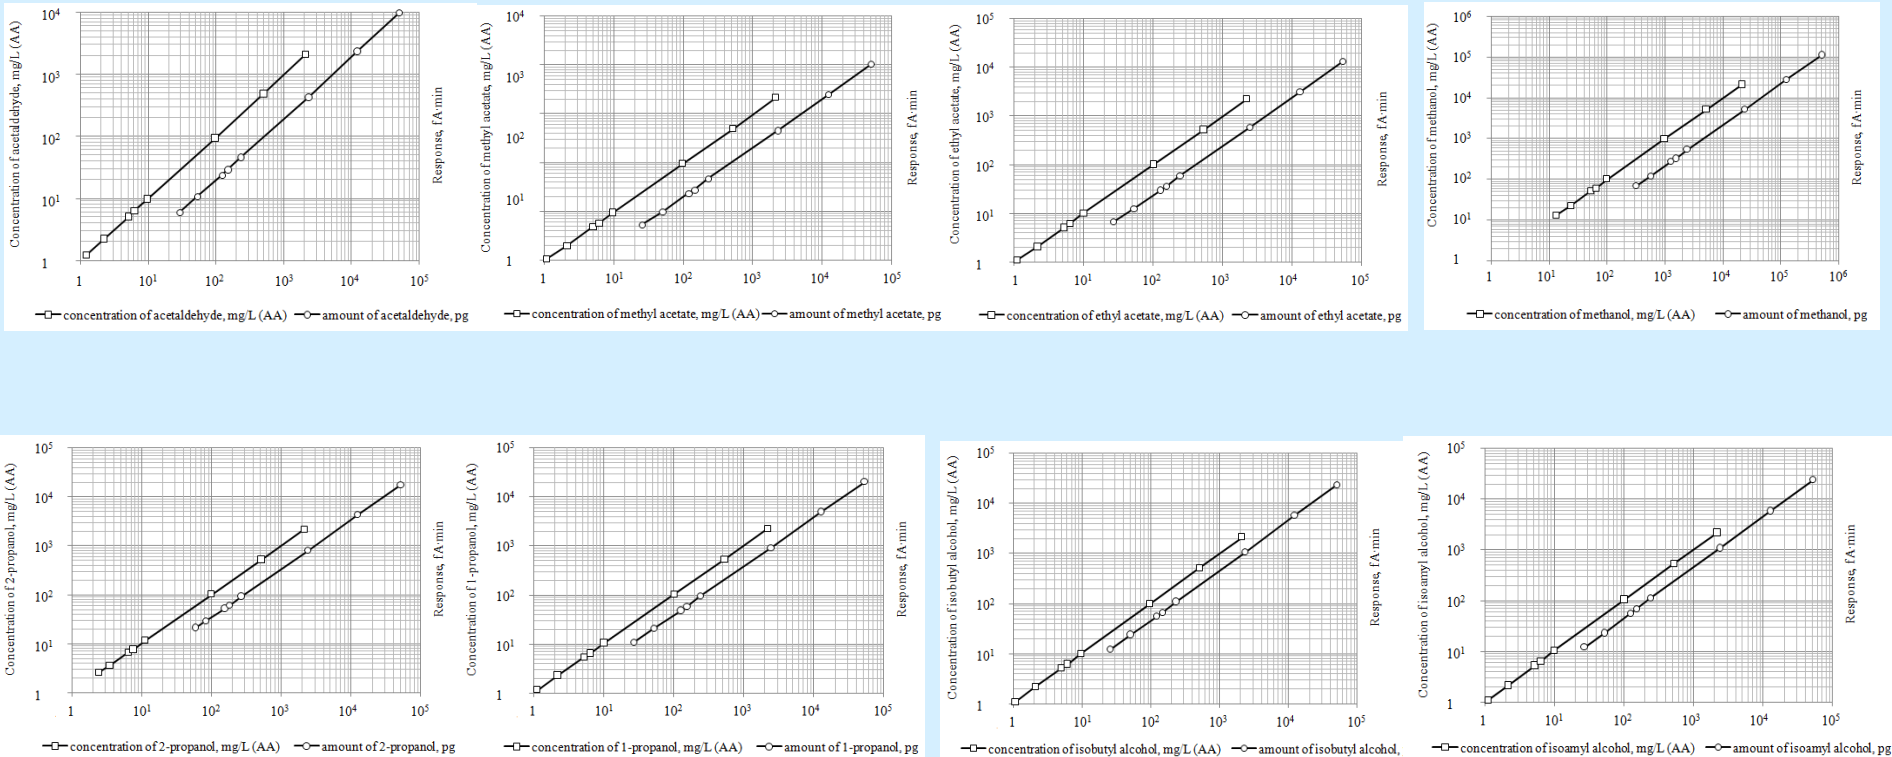 Concentration of acetaldehyde, mg/L (AA)
10⁴
10³
10²
10¹
1
1 10¹ 10² 10³ 10⁴ 10⁵
Response, fA·min
concentration of acetaldehyde, mg/L (AA) amount of acetaldehyde, pg
Concentration of methyl acetate, mg/L (AA)
10⁴
10³
10²
10¹
1
1 10¹ 10² 10³ 10⁴ 10⁵
Response, fA·min
concentration of methyl acetate, mg/L (AA) amount of methyl acetate, pg
Concentration of ethyl acetate, mg/L (AA)
10⁵
10⁴
10³
10²
10¹
1
1 10¹ 10² 10³ 10⁴ 10⁵
Response, fA·min
concentration of ethyl acetate, mg/L (AA) amount of ethyl acetate, pg
Concentration of methanol, mg/L (AA)
10⁶
10⁵
10⁴
10³
10²
10¹
1
1 10¹ 10² 10³ 10⁴ 10⁵ 10⁶
Response, fA·min
concentration of methanol, mg/L (AA) amount of methanol, pg
Concentration of 2-propanol, mg/L (AA)
10⁵
10⁴
10³
10²
10¹
1
1 10¹ 10² 10³ 10⁴ 10⁵
Response, fA·min
concentration of 2-propanol, mg/L (AA) amount of 2-propanol, pg
Concentration of 1-propanol, mg/L (AA)
10⁵
10⁴
10³
10²
10¹
1
1 10¹ 10² 10³ 10⁴ 10⁵
Response, fA·min
concentration of 1-propanol, mg/L (AA) amount of 1-propanol, pg
Concentration of isobutyl alcohol, mg/L (AA)
10⁵
10⁴
10³
10²
10¹
1
1 10¹ 10² 10³ 10⁴ 10⁵
Response, fA·min
concentration of isobutyl alcohol, mg/L (AA) amount of isobutyl alcohol,
Concentration of isoamyl alcohol, mg/L (AA)
10⁵
10⁴
10³
10²
10¹
1
1 10¹ 10² 10³ 10⁴ 10⁵
Response, fA·min
concentration of isoamyl alcohol, mg/L (AA) amount of isoamyl alcohol, pg